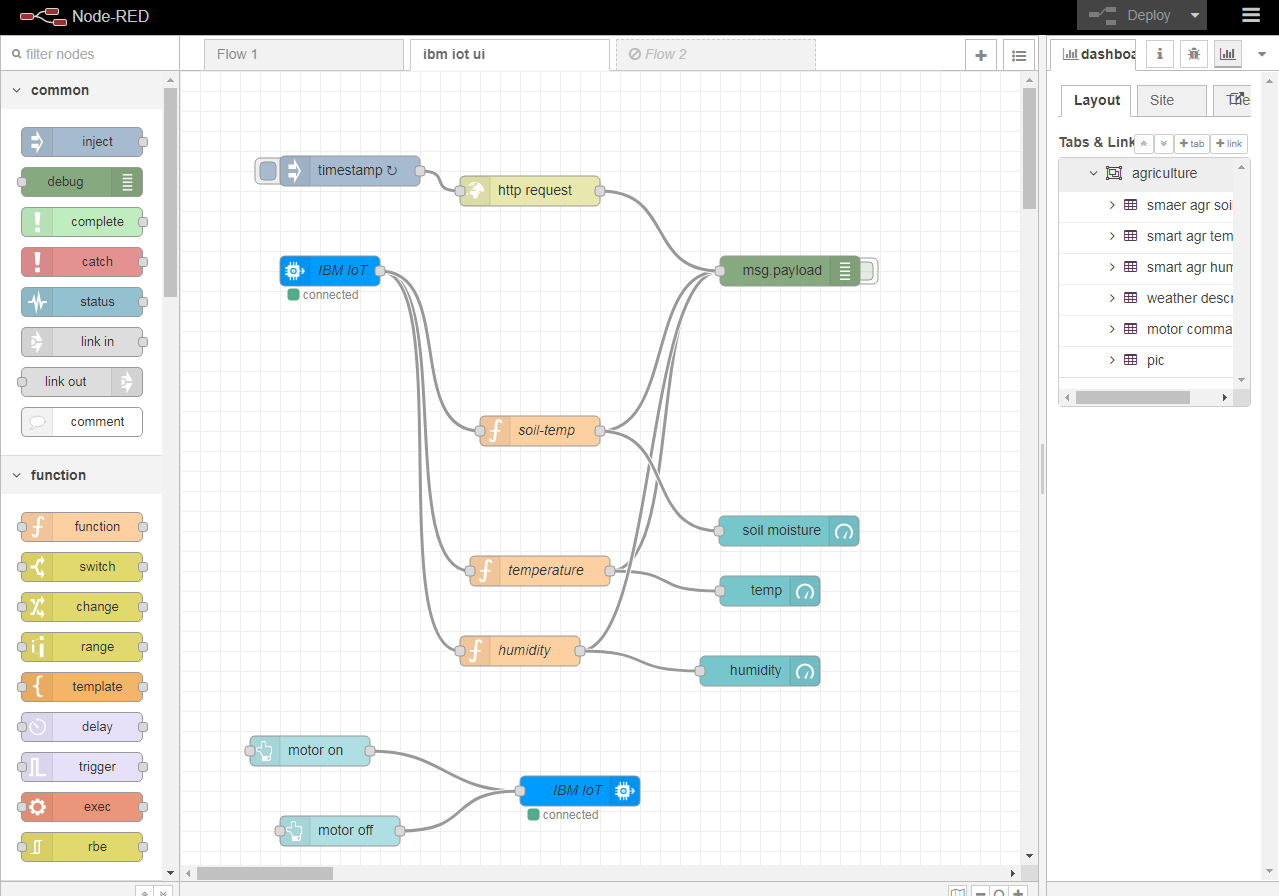 Node-RED
Deploy
filter nodes
Flow 1
ibm iot ui
Flow 2
dashboa
common
inject
debug
complete
catch
status
link in
link out
comment
function
function
switch
change
range
template
delay
trigger
exec
rbe
timestamp ↻
http request
IBM IoT
connected
msg.payload
soil-temp
soil moisture
temperature
temp
humidity
humidity
motor on
IBM IoT
connected
motor off
Layout
Site
The
Tabs & Link
+ tab
+ link
agriculture
smaer agr soi
smart agr tem
smart agr hum
weather descr
motor comma
pic